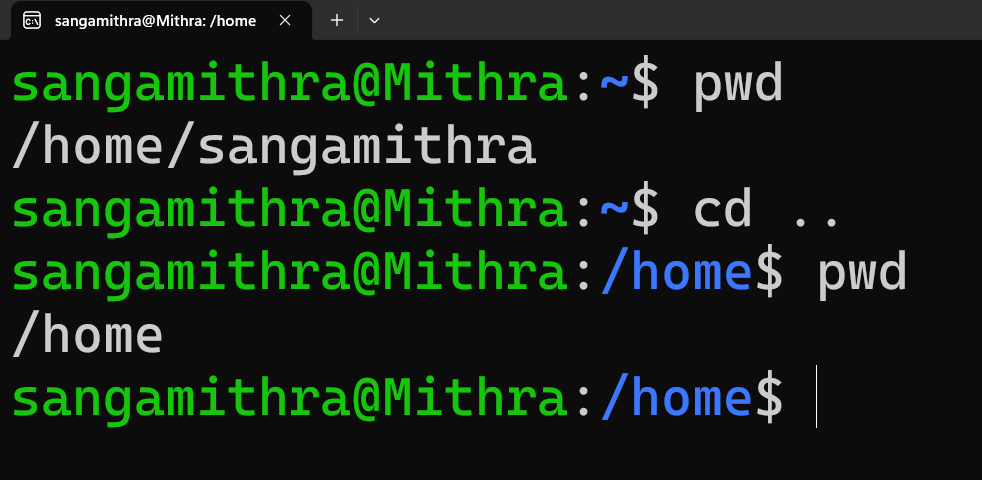 sangamithra@Mithra: /home
sangamithra@Mithra:~$ pwd
/home/sangamithra
sangamithra@Mithra:~$ cd ..
sangamithra@Mithra:/home$ pwd
/home
sangamithra@Mithra:/home$